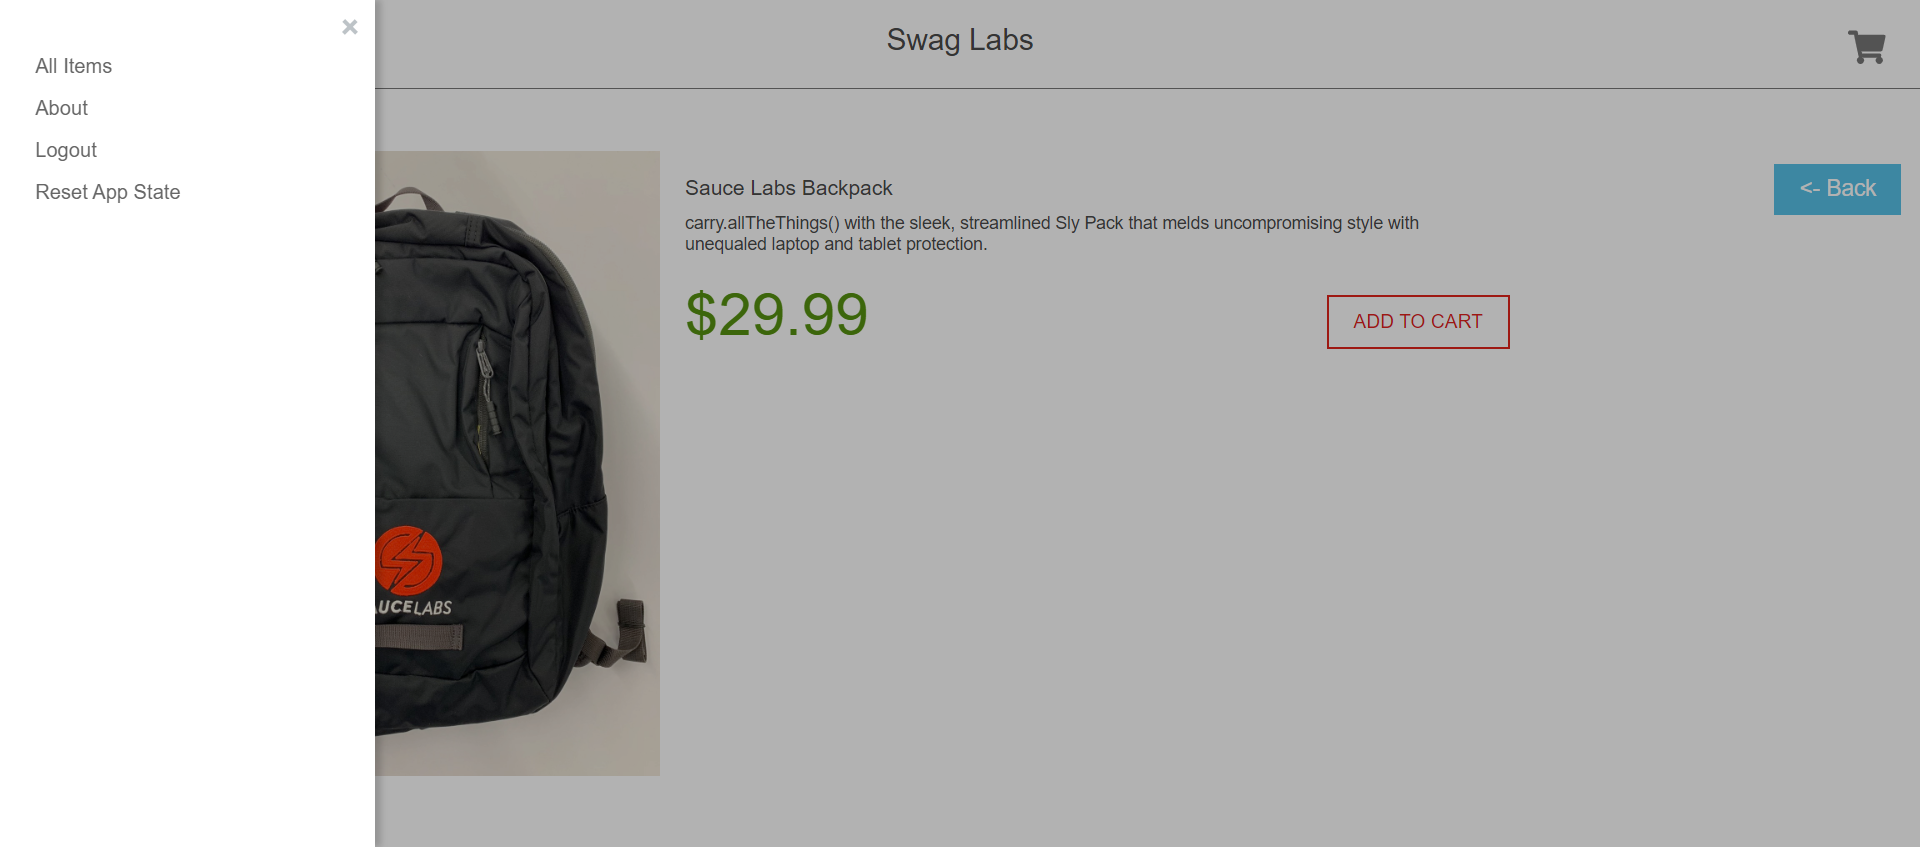 All Items
About
Logout
Reset App State
Swag Labs
Sauce Labs Backpack
carry.allTheThings() with the sleek, streamlined Sly Pack that melds uncompromising style with
unequaled laptop and tablet protection.
$29.99
ADD TO CART
<- Back
AUCELABS